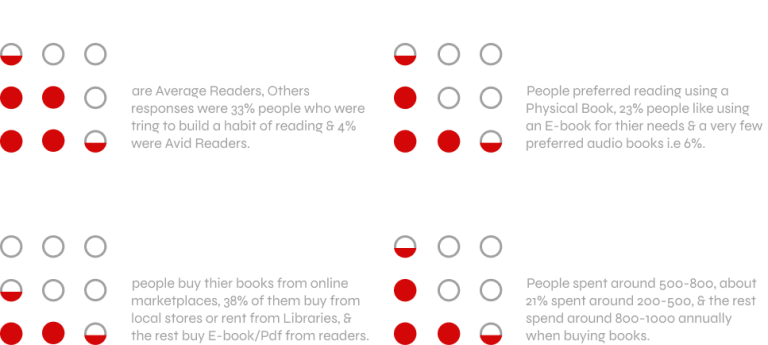 are Average Readers, Others
responses were 33% people who were
tring to build a habit of reading & 4%
were Avid Readers.
People preferred reading using a
Physical Book, 23% people like using
an E-book for thier needs & a very few
preferred audio books i.e 6%.
people buy thier books from online
marketplaces, 38% of them buy from
local stores or rent from Libraries, &
the rest buy E-book/Pdf from readers.
People spent around 500-800, about
21% spent around 200-500, & the rest
spend around 800-1000 annually
when buying books.